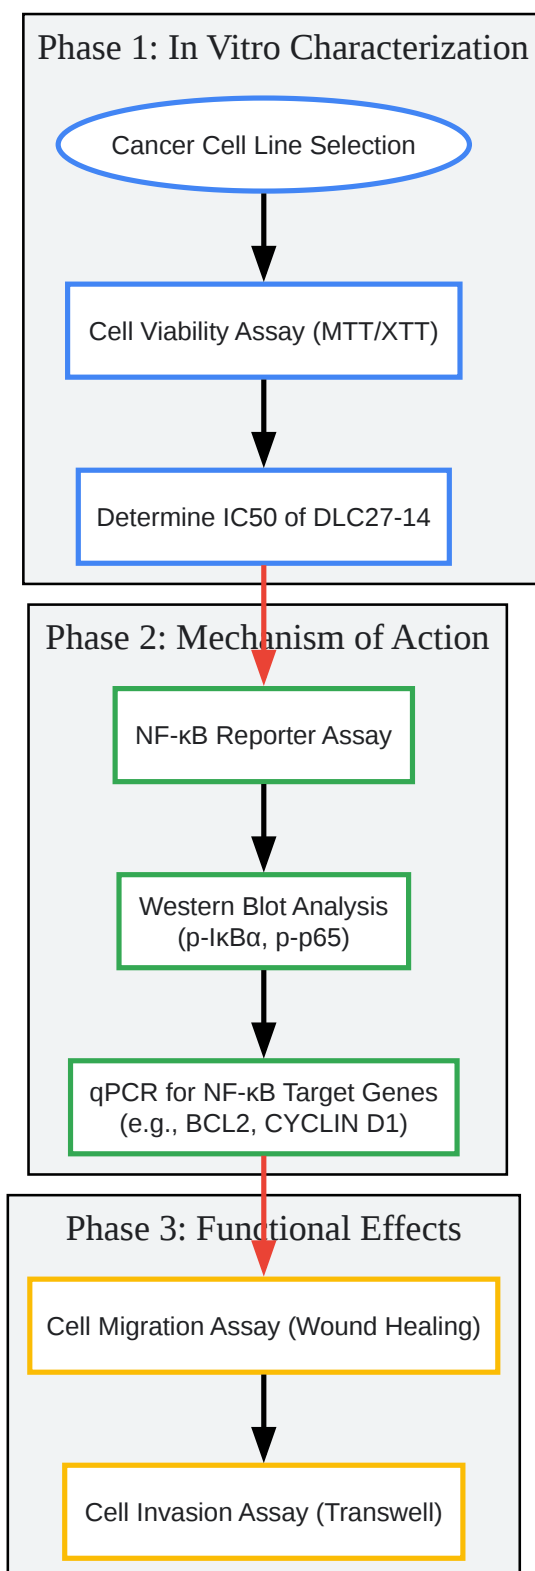 Phase 1: In Vitro Characterization
Cancer Cell Line Selection
Cell Viability Assay (MTT/XTT)
Determine IC50 of DLC27-14
Phase 2: Mechanism of Action
NF-κB Reporter Assay
Western Blot Analysis
(p-IκBα, p-p65)
qPCR for NF-κB Target Genes
(e.g., BCL2, CYCLIN D1)
Phase 3: Functional Effects
Cell Migration Assay (Wound Healing)
Cell Invasion Assay (Transwell)